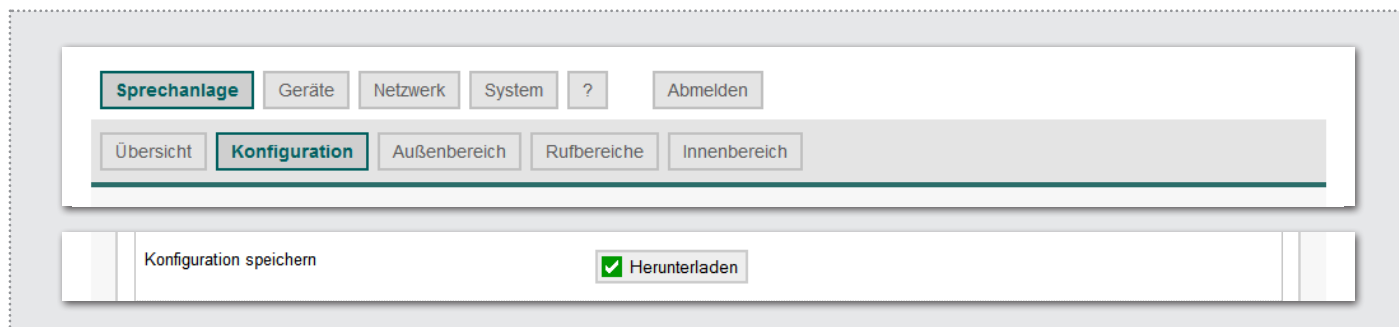 Sprechanlage Geräte Netzwerk System ? Abmelden
Übersicht Konfiguration Außenbereich Rufbereiche Innenbereich
Konfiguration speichern Herunterladen